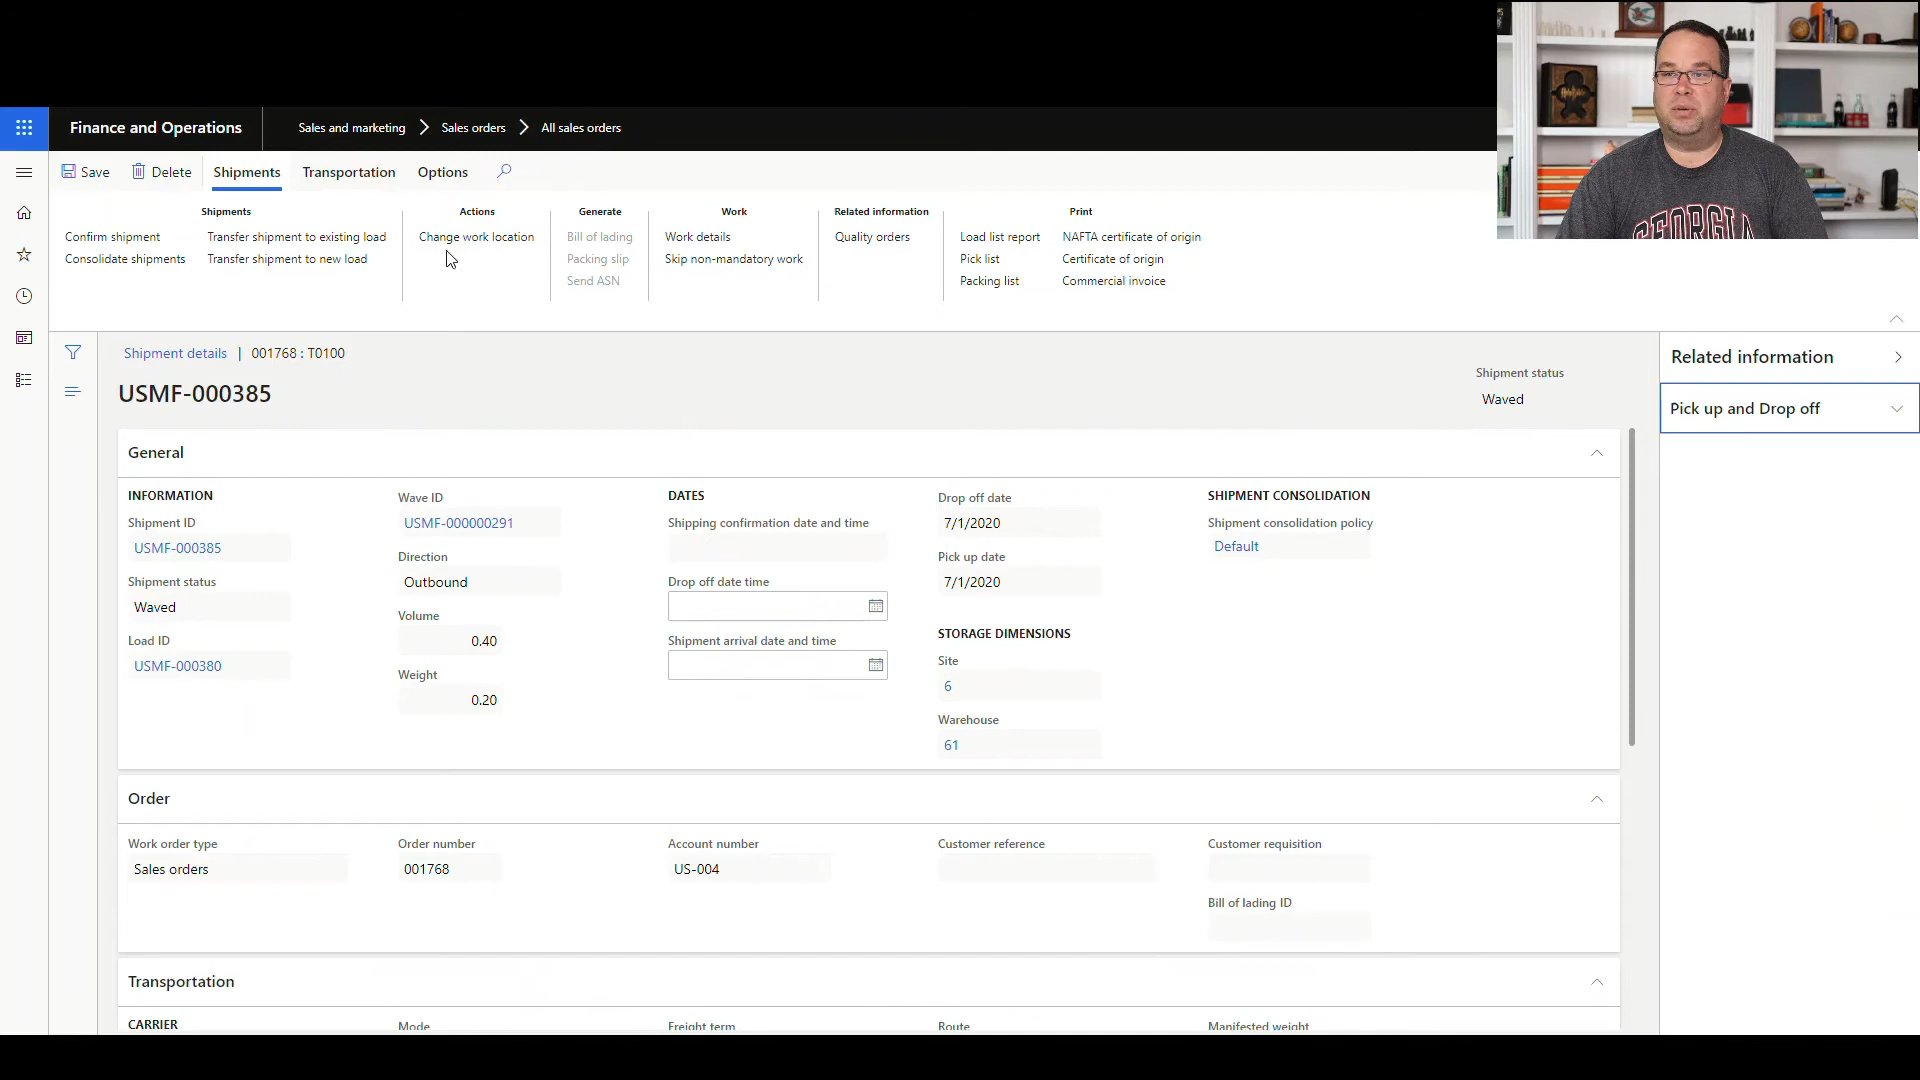 Finance and Operations
Sales and marketing
Sales orders
All sales orders
Save
Delete
Shipments
Transportation
Options
Shipments
Confirm shipment
Transfer shipment to existing load
Consolidate shipments
Transfer shipment to new load
Actions
Change work location
Generate
Bill of lading
Packing slip
Send ASN
Work
Work details
Skip non-mandatory work
Related information
Quality orders
Print
Load list report
NAFTA certificate of origin
Pick list
Certificate of origin
Packing list
Commercial invoice
Shipment details | 001768 : T0100
USMF-000385
Shipment status
Waved
Related information
Pick up and Drop off
General
INFORMATION
Shipment ID
USMF-000385
Shipment status
Waved
Load ID
USMF-000380
Wave ID
USMF-000000291
Direction
Outbound
Volume
0.40
Weight
0.20
DATES
Shipping confirmation date and time
Drop off date time
Shipment arrival date and time
Drop off date
7/1/2020
Pick up date
7/1/2020
STORAGE DIMENSIONS
Site
6
Warehouse
61
SHIPMENT CONSOLIDATION
Shipment consolidation policy
Default
Order
Work order type
Sales orders
Order number
001768
Account number
US-004
Customer reference
Customer requisition
Bill of lading ID
Transportation
CARRIER
Mode
Freight term
Route
Manifested weight
GEORGIA